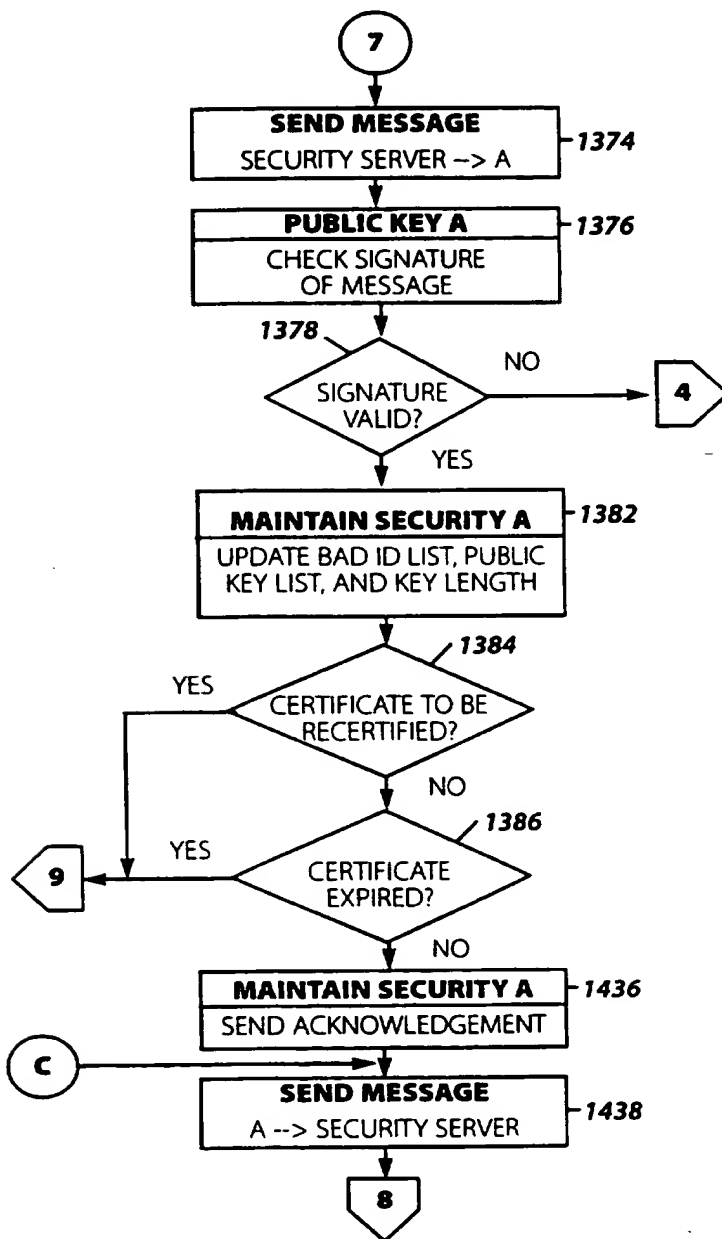 7
SEND MESSAGE
SECURITY SERVER --> A
1374
PUBLIC KEY A
1376
CHECK SIGNATURE
OF MESSAGE
1378
SIGNATURE
VALID?
NO
4
YES
MAINTAIN SECURITY A
1382
UPDATE BAD ID LIST, PUBLIC
KEY LIST, AND KEY LENGTH
1384
YES
CERTIFICATE TO BE
RECERTIFIED?
NO
1386
9
YES
CERTIFICATE
EXPIRED?
NO
MAINTAIN SECURITY A
1436
SEND ACKNOWLEDGEMENT
C
SEND MESSAGE
1438
A --> SECURITY SERVER
8